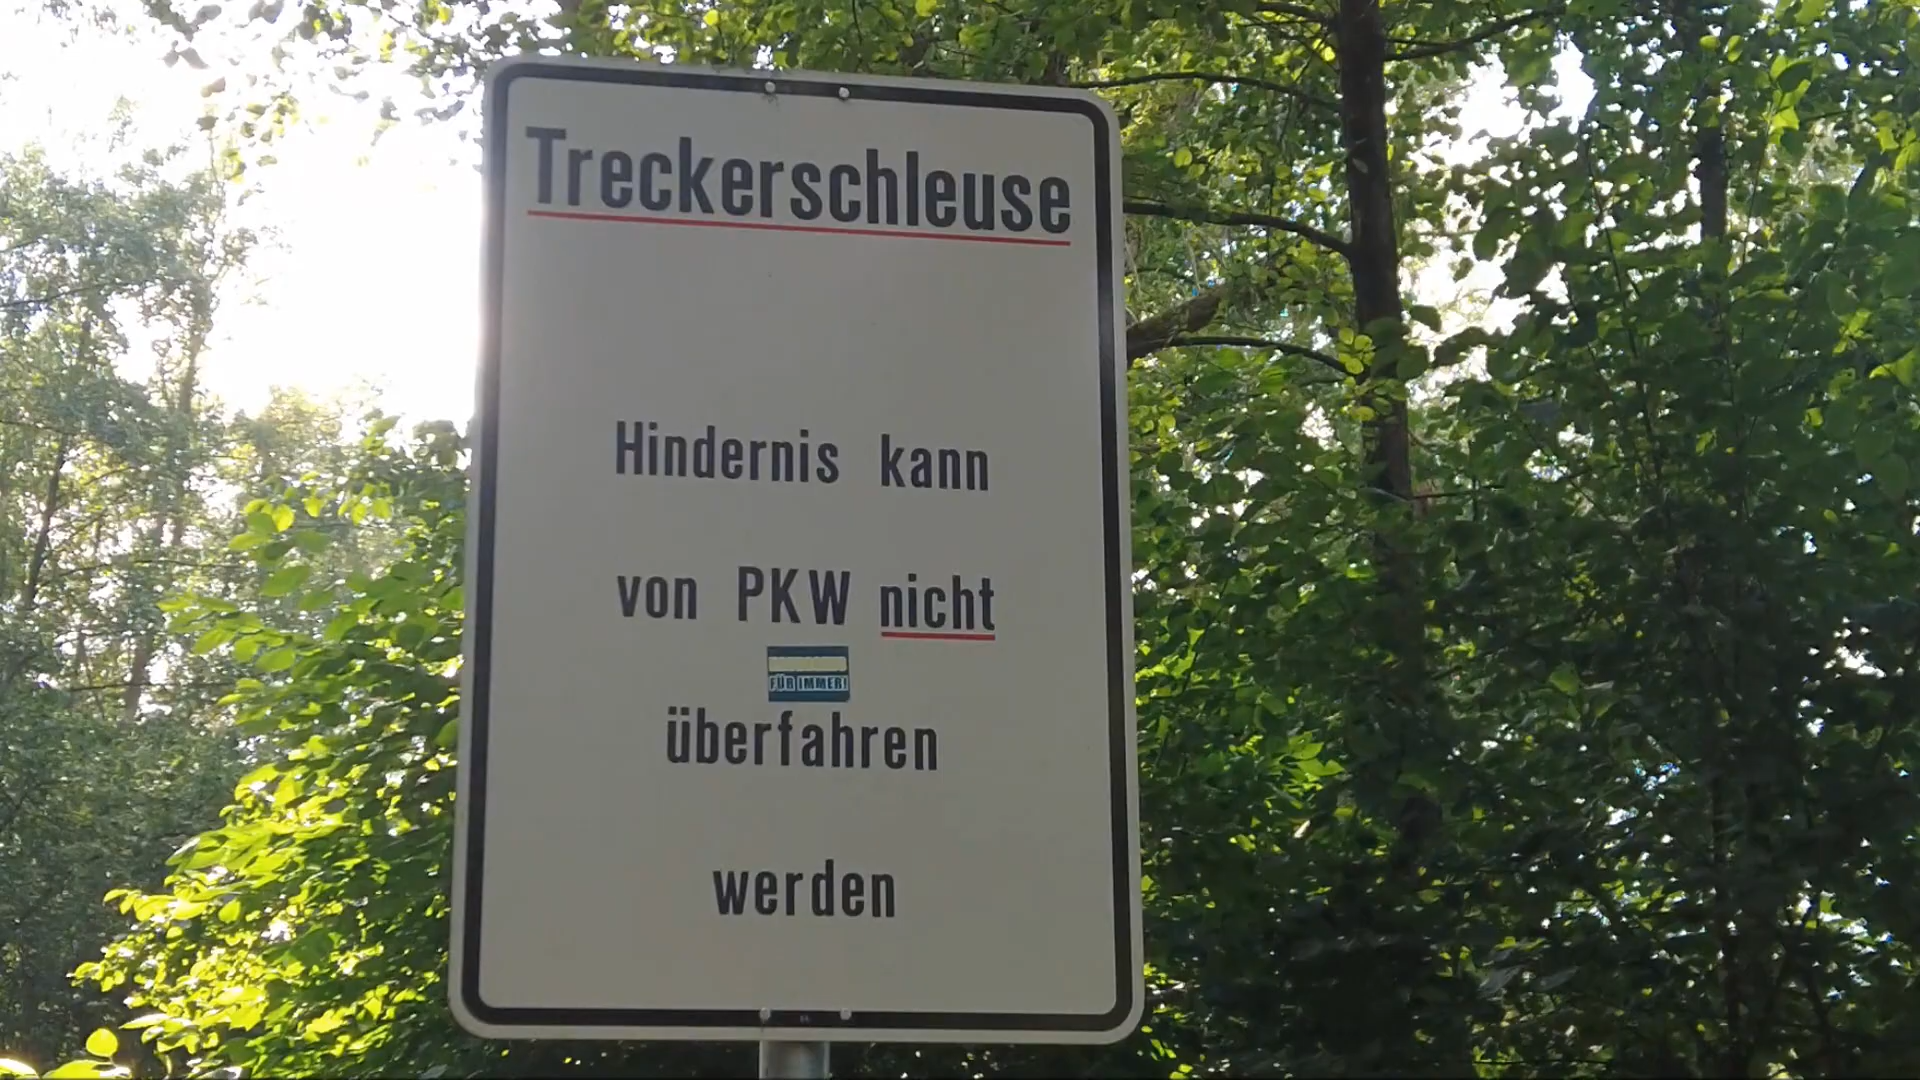 Treckerschleuse
Hindernis kann
von PKW nicht
FÜR IMMER!
überfahren
werden